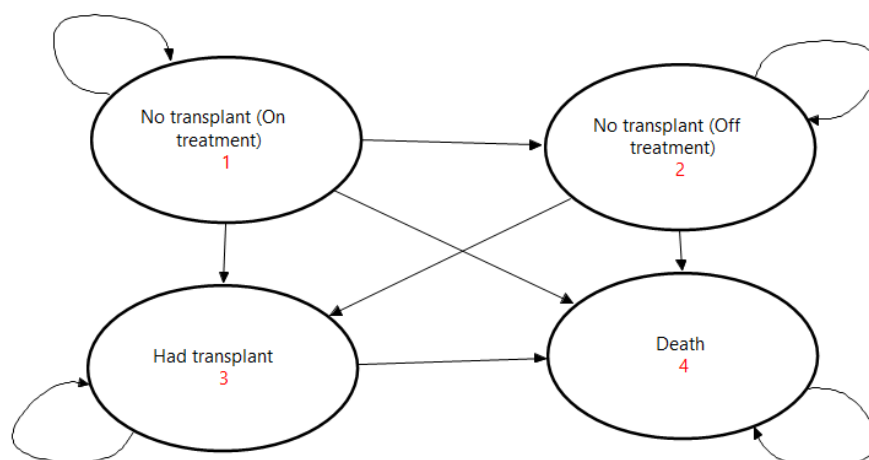 No transplant (On
treatment)
1
No transplant (Off
treatment)
2
Had transplant
3
Death
4